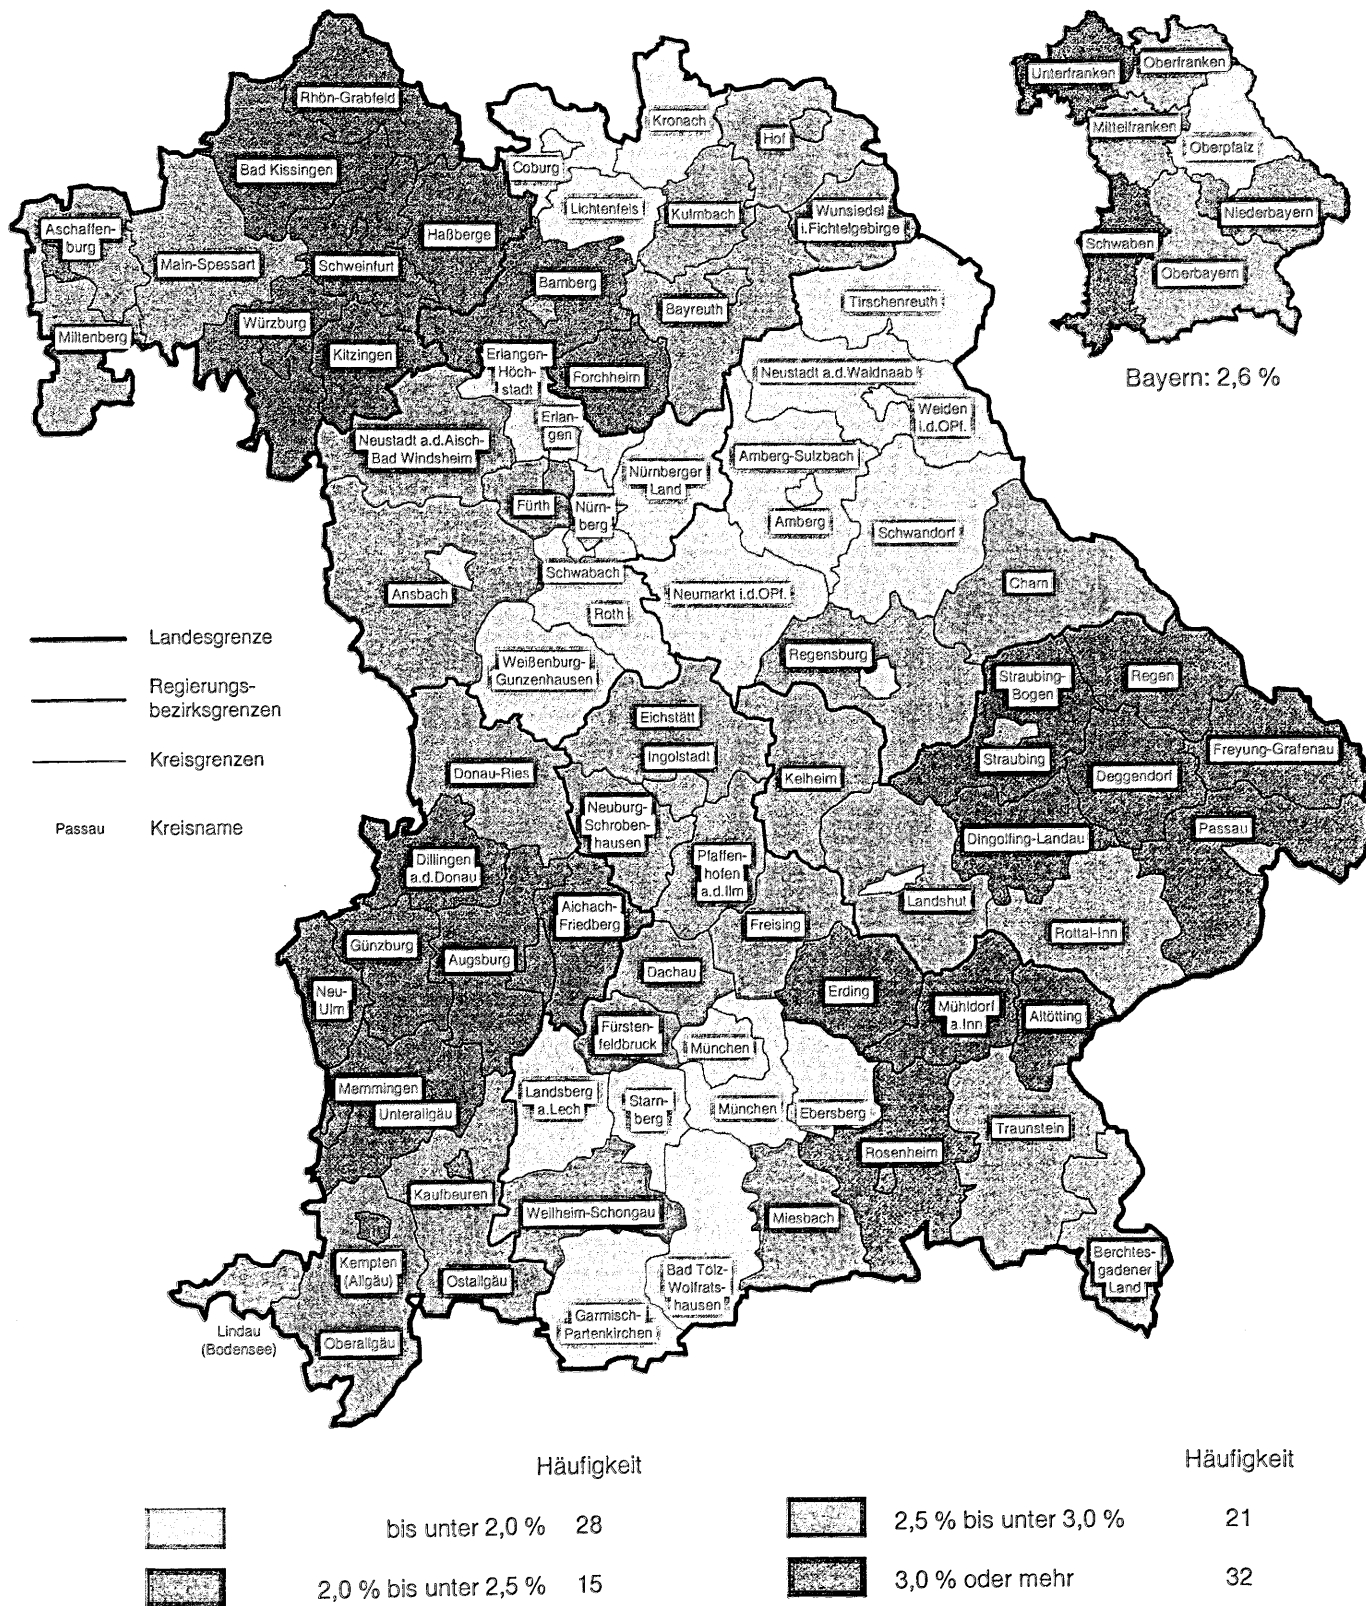 Rhön-Grabfeld
Bad Kissingen
Aschaffen-
burg
Main-Spessart
Schweinfurt
Haßberge
Würzburg
Kitzingen
Miltenberg
Coburg
Kronach
Lichtenfels
Hof
Kulmbach
Wunsiedel
i.Fichtelgebirge
Bamberg
Bayreuth
Forchheim
Tirschenreuth
Neustadt a.d.Waldnaab
Weiden
i.d.OPf.
Erlangen-
Höch-
stadt
Erlan-
gen
Neustadt a.d.Aisch-
Bad Windsheim
Fürth
Nürn-
berg
Nürnberger
Land
Amberg-Sulzbach
Amberg
Schwandorf
Cham
Ansbach
Schwabach
Roth
Neumarkt i.d.OPf.
Weißenburg-
Gunzenhausen
Regensburg
Straubing-
Bogen
Regen
Straubing
Deggendorf
Freyung-Grafenau
Eichstätt
Ingolstadt
Kelheim
Donau-Ries
Neuburg-
Schroben-
hausen
Pfaffen-
hofen
a.d.Ilm
Dingolfing-Landau
Passau
Dillingen
a.d.Donau
Aichach-
Friedberg
Freising
Landshut
Rottal-Inn
Günzburg
Augsburg
Dachau
Neu-
Ulm
Erding
Mühldorf
a.Inn
Altötting
Fürsten-
feldbruck
München
Memmingen
Unterallgäu
Landsberg
a.Lech
Starn-
berg
München
Ebersberg
Traunstein
Rosenheim
Kaufbeuren
Weilheim-Schongau
Miesbach
Kempten
(Allgäu)
Ostallgäu
Bad Tölz-
Wolfrats-
hausen
Berchtes-
gadener
Land
Lindau
(Bodensee)
Oberallgäu
Garmisch-
Partenkirchen
Unterfranken
Oberfranken
Mittelfranken
Oberpfalz
Niederbayern
Schwaben
Oberbayern
Bayern: 2,6 %
Landesgrenze
Regierungs-
bezirksgrenzen
Kreisgrenzen
Passau Kreisname
Häufigkeit Häufigkeit
bis unter 2,0 % 28 2,5 % bis unter 3,0 % 21
2,0 % bis unter 2,5 % 15 3,0 % oder mehr 32